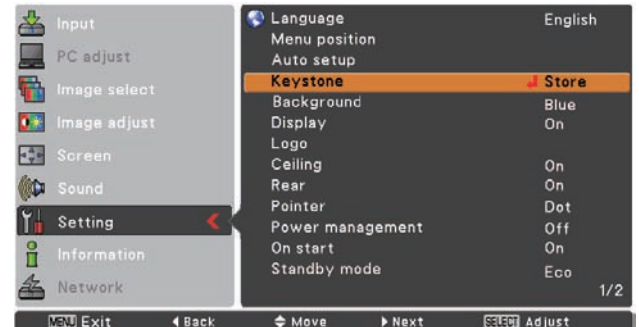 Input
PC adjust
Image select
Image adjust
Screen
Sound
Setting
Information
Network
Language English
Menu position
Auto setup
Keystone Store
Background Blue
Display On
Logo
Ceiling On
Rear On
Pointer Dot
Power management Off
On start On
Standby mode Eco
1/2
MENU Exit Back Move Next SELECT Adjust